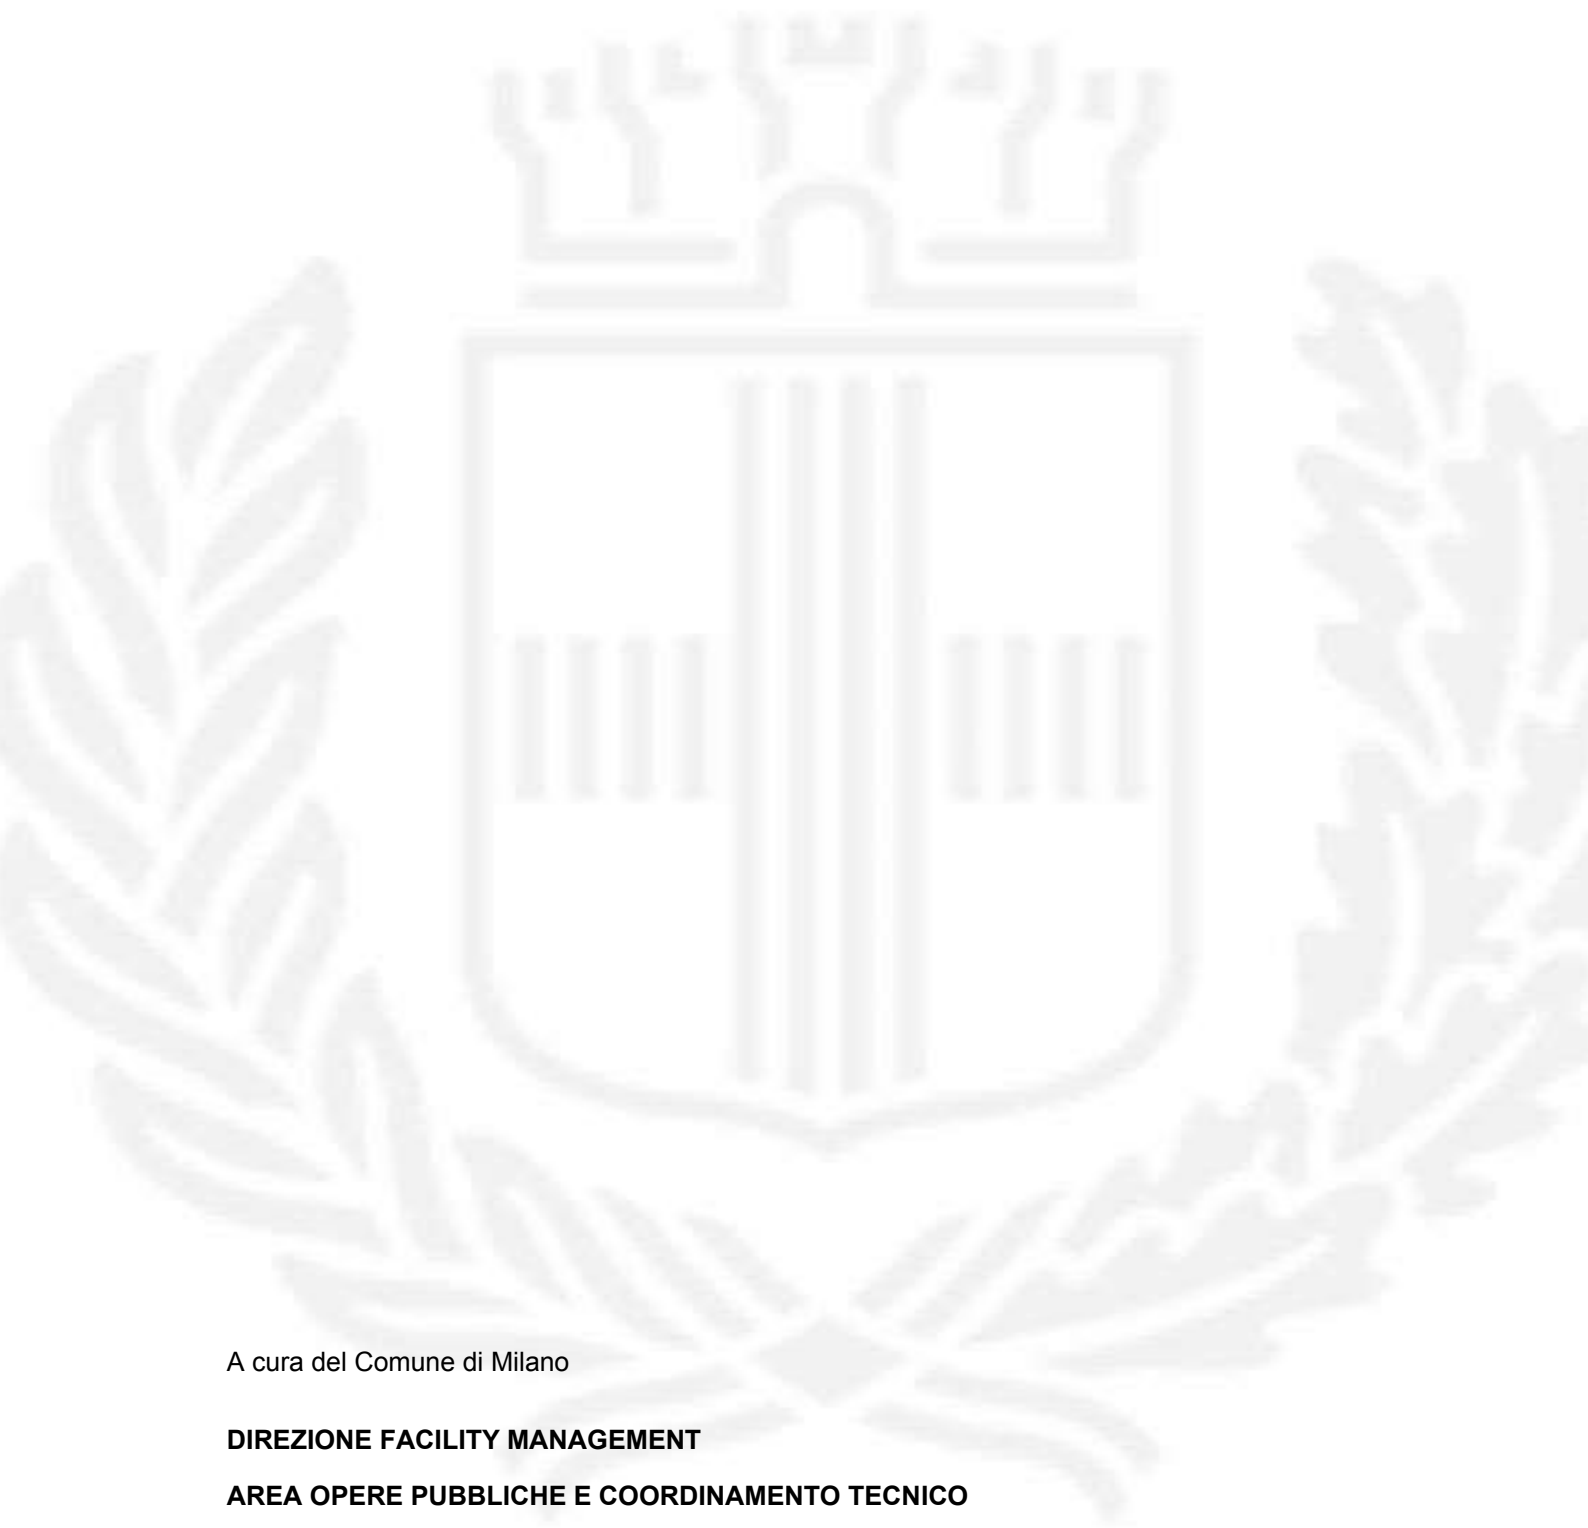 A cura del Comune di Milano
DIREZIONE FACILITY MANAGEMENT
AREA OPERE PUBBLICHE E COORDINAMENTO TECNICO